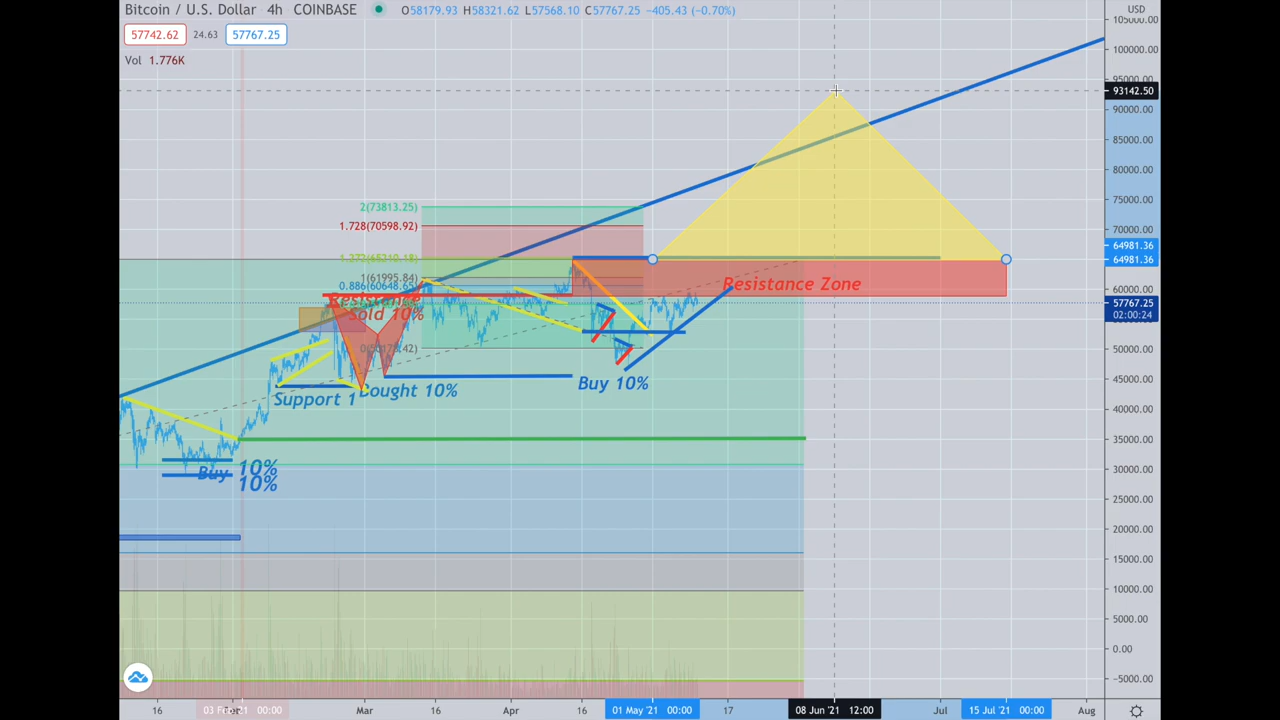 Bitcoin / U.S. Dollar 4h COINBASE O58179.93 H58321.62 L57568.10 C57767.25 −405.43 (−0.70%)
USD
57742.62 24.63 57767.25
Vol 1.776K
105000.00
100000.00
95000.00
93142.50
90000.00
85000.00
80000.00
75000.00
70000.00
64981.36
64981.36
60000.00
57767.25
02:00:24
50000.00
45000.00
40000.00
35000.00
30000.00
25000.00
20000.00
15000.00
10000.00
5000.00
0.00
−5000.00
2(73813.25)
1.728(70598.92)
1(61995.84)
0.886(60648.65)
Resistance Zone
Resistance
Sold 10%
Buy 10%
Bought 10%
Support 1
Buy 10%
10%
16 03 Feb '21 00:00 Mar 16 Apr 16 01 May '21 00:00 17 08 Jun '21 12:00 Jul 15 Jul '21 00:00 Aug